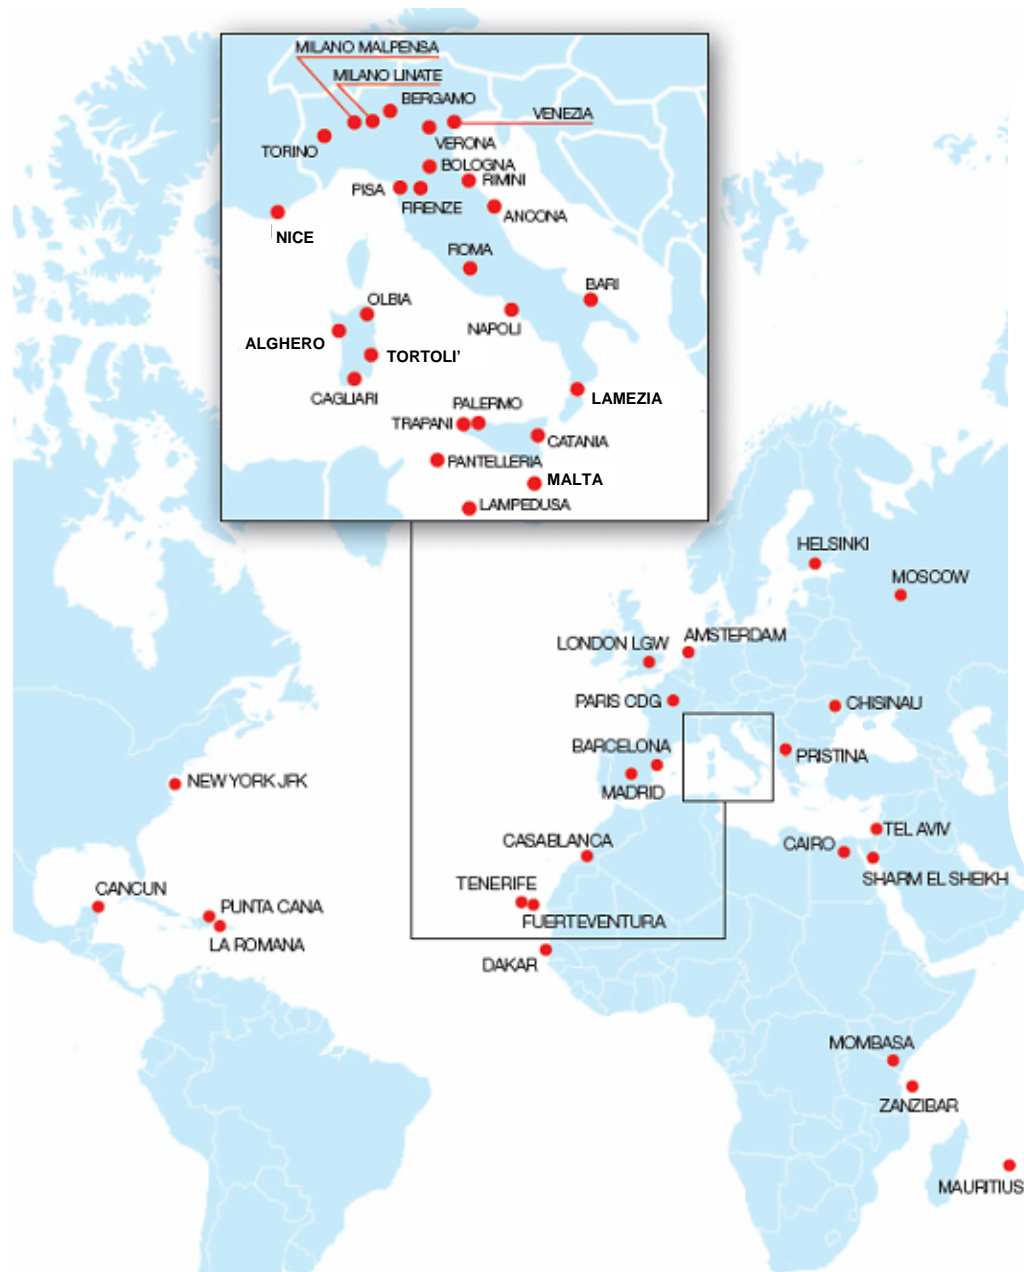 MILANO MALPENSA
MILANO LINATE
BERGAMO
VENEZIA
VERONA
TORINO
BOLOGNA
RIMINI
PISA
FIRENZE
ANCONA
NICE
ROMA
BARI
OLBIA
NAPOLI
ALGHERO
TORTOLI’
CAGLIARI
LAMEZIA
PALERMO
TRAPANI
CATANIA
PANTELLERIA
MALTA
LAMPEDUSA
HELSINKI
MOSCOW
AMSTERDAM
LONDON LGW
PARIS CDG
CHISINAU
BARCELONA
PRISTINA
NEW YORK JFK
MADRID
TEL AVIV
CASABLANCA
CAIRO
SHARM EL SHEIKH
CANCUN
TENERIFE
PUNTA CANA
FUERTEVENTURA
LA ROMANA
DAKAR
MOMBASA
ZANZIBAR
MAURITIUS